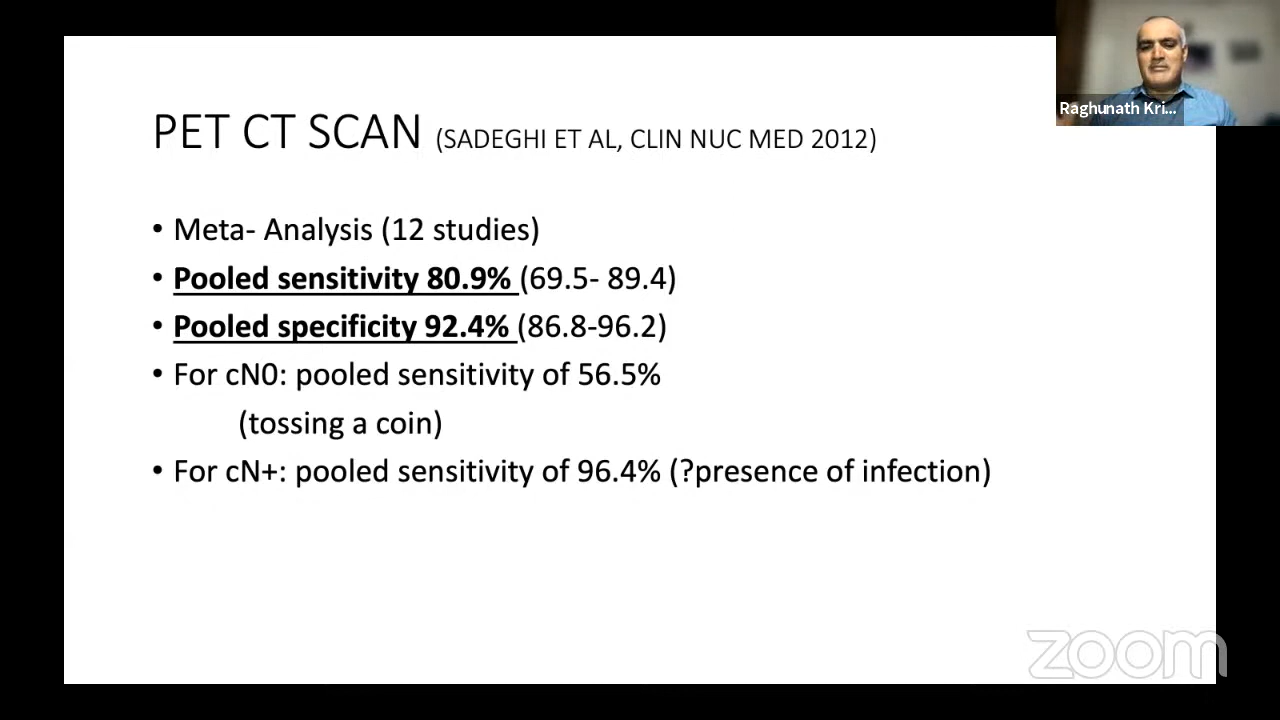 PET CT SCAN (SADEGHI ET AL, CLIN NUC MED 2012)
Raghunath Kri...
• Meta- Analysis (12 studies)
• Pooled sensitivity 80.9% (69.5- 89.4)
• Pooled specificity 92.4% (86.8-96.2)
• For cN0: pooled sensitivity of 56.5%
(tossing a coin)
• For cN+: pooled sensitivity of 96.4% (?presence of infection)
zoom